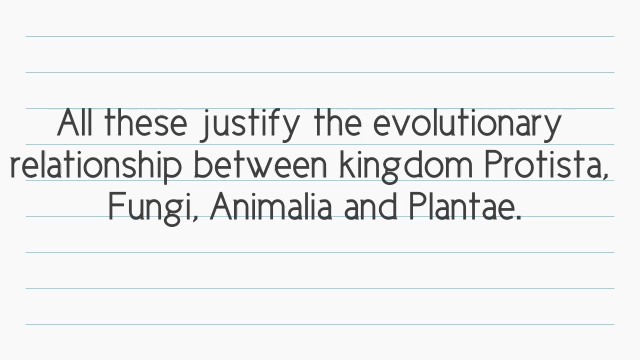 All these justify the evolutionary
relationship between kingdom Protista,
Fungi, Animalia and Plantae.